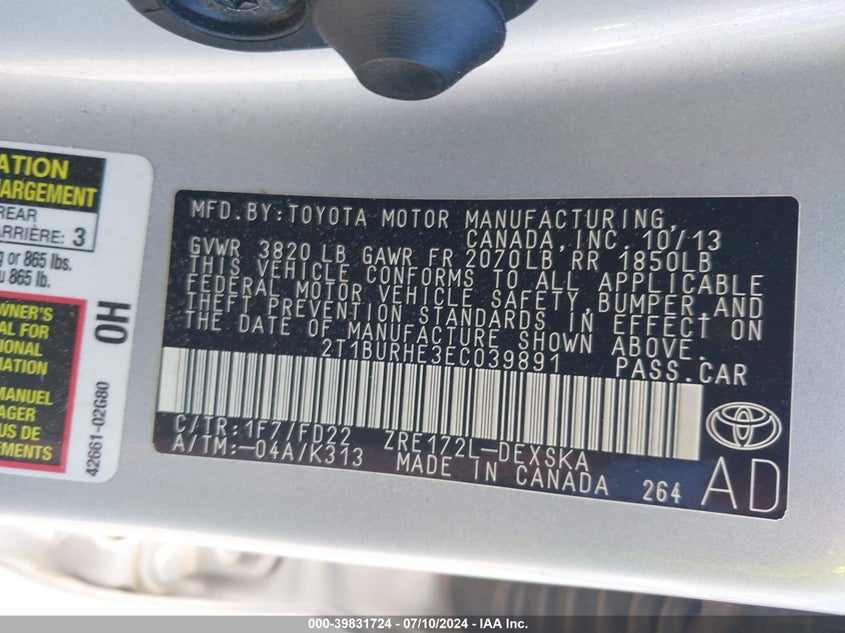 ATION
HARGEMENT
REAR
ARRIÈRE: 3
g or 865 lbs.
u 865 lb.
OWNER'S
AL FOR
IONAL
MATION
MANUEL
AGER
US DE
EMENTS
OH
42661-02G80
MFD.BY:TOYOTA MOTOR MANUFACTURING,
CANADA, INC. 10/13
GVWR 3820 LB GAWR FR 2070LB RR 1850LB
THIS VEHICLE CONFORMS TO ALL APPLICABLE
FEDERAL MOTOR VEHICLE SAFETY, BUMPER, AND
THEFT PREVENTION STANDARDS IN EFFECT ON
THE DATE OF MANUFACTURE SHOWN ABOVE.
2T1BURHE3EC039891 PASS.CAR
C/TR:1F7/FD22 ZRE172L-DEXSKA
A/TM:-04A/K313 MADE IN CANADA 264
AD
000-39831724 - 07/10/2024 - IAA Inc.